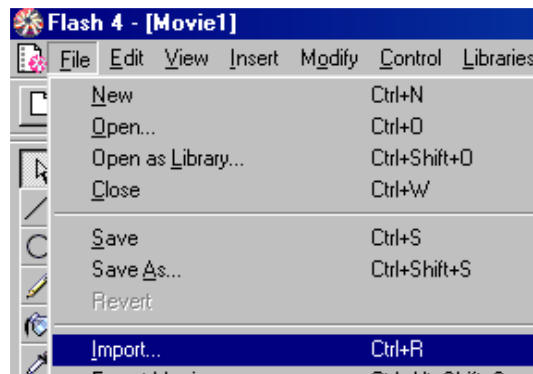 Flash 4 - [Movie1]
File Edit View Insert Modify Control Libraries
New Ctrl+N
Open... Ctrl+O
Open as Library... Ctrl+Shift+O
Close Ctrl+W
Save Ctrl+S
Save As... Ctrl+Shift+S
Revert
Import... Ctrl+R